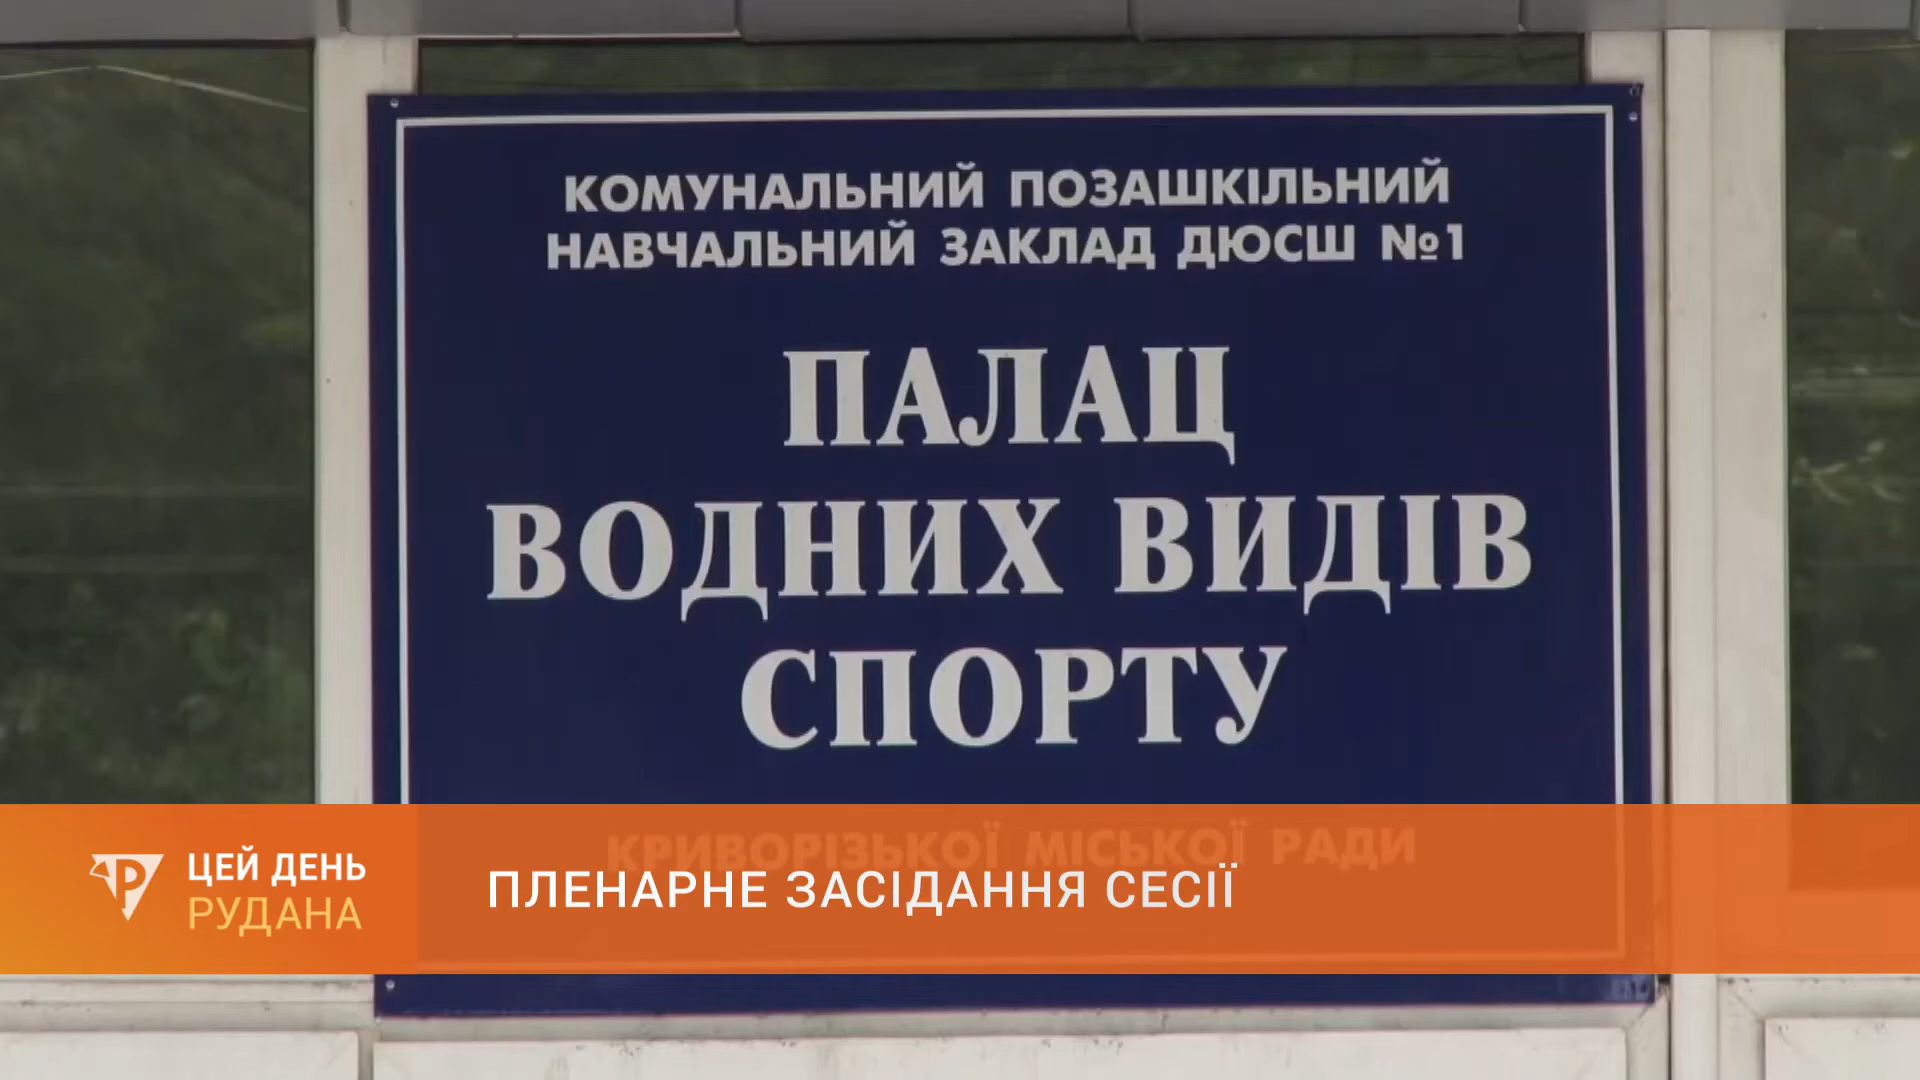 КОМУНАЛЬНИЙ ПОЗАШКІЛЬНИЙ
НАВЧАЛЬНИЙ ЗАКЛАД ДЮСШ №1
ПАЛАЦ
ВОДНИХ ВИДІВ
СПОРТУ
КРИВОРІЗЬКОЇ МІСЬКОЇ РАДИ
ЦЕЙ ДЕНЬ
РУДАНА
ПЛЕНАРНЕ ЗАСІДАННЯ СЕСІЇ